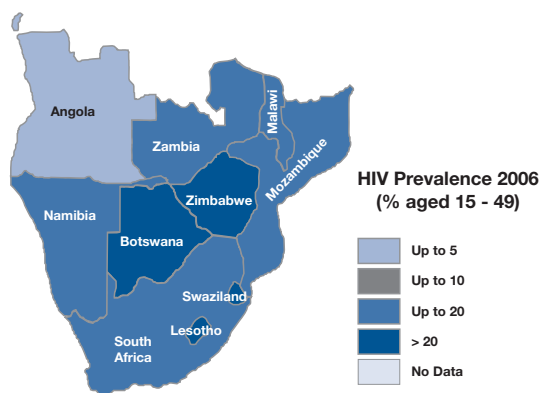 Angola
Zambia
Malawi
Mozambique
Zimbabwe
Namibia
Botswana
Swaziland
Lesotho
South
Africa
HIV Prevalence 2006
(% aged 15 - 49)
Up to 5
Up to 10
Up to 20
> 20
No Data